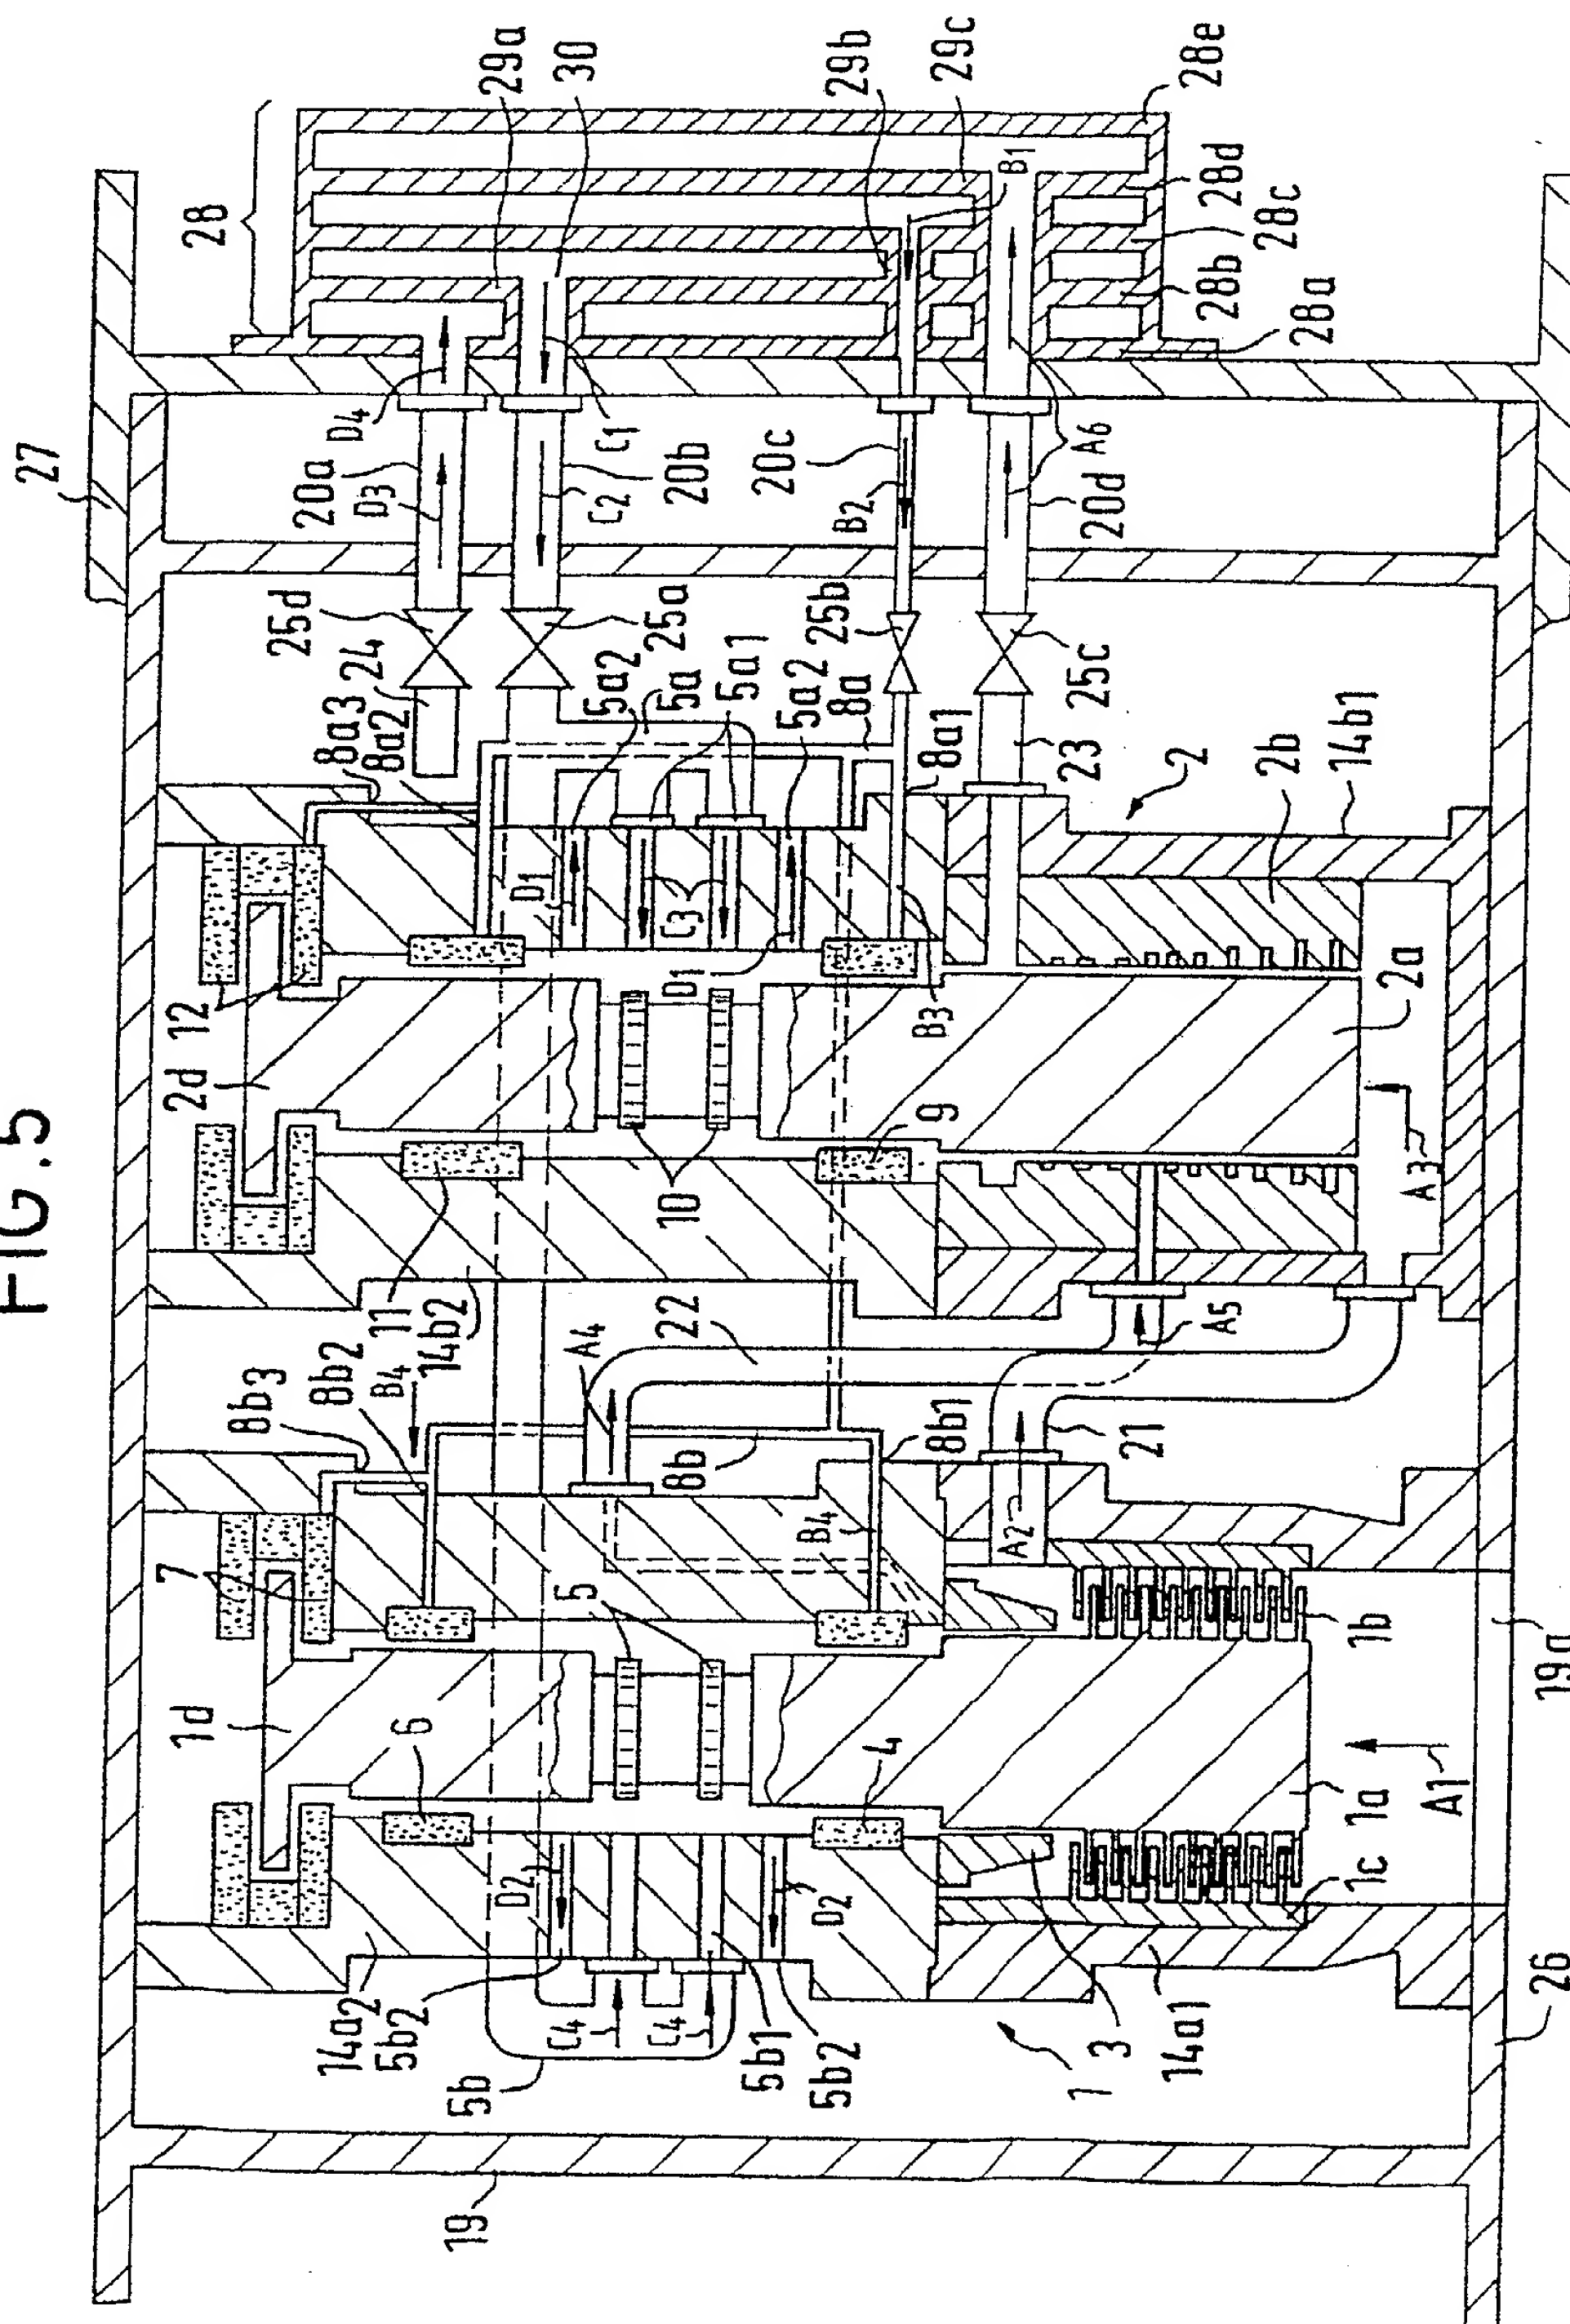 FIG.5
27
28
29a
30
29b
29c
28e
28d
28c
28b
28a
B1
D4
20a
D3
C1
C2
20b
20c
B2
A6
20d
25d
24
8a3
8a2
25a
5a2
5a
5a1
25b
5a2
8a
8a1
25c
23
14b1
2
2b
2a
D1
C3
D1
B3
12
2d
10
9
A3
11
14b2
A4
22
A5
8b3
8b2
B4
8b
8b1
21
B4
A2
7
5
1d
6
4
1b
19a
1a
A1
1c
D2
D2
14a2
5b2
5b
C4
C4
5b1
5b2
1
3
14a1
26
19